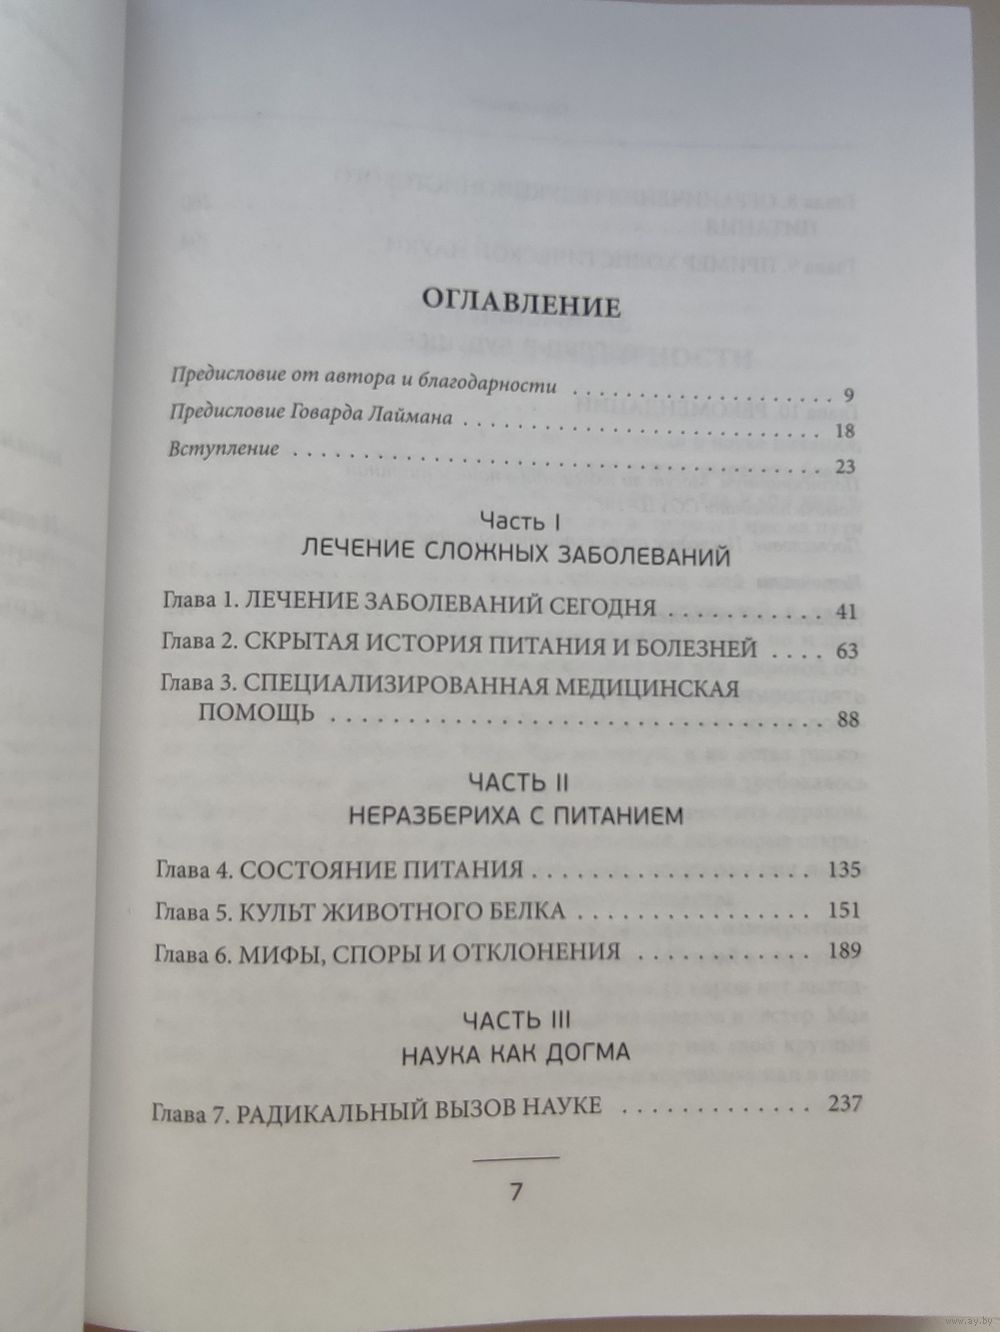 ОГЛАВЛЕНИЕ
Предисловие от автора и благодарности . . . . . . . . . . . . . . . . . . . . 9
Предисловие Говарда Лаймана . . . . . . . . . . . . . . . . . . . . . . . . . . . . 18
Вступление . . . . . . . . . . . . . . . . . . . . . . . . . . . . . . . . . . . . . . . . 23
Часть I
ЛЕЧЕНИЕ СЛОЖНЫХ ЗАБОЛЕВАНИЙ
Глава 1. ЛЕЧЕНИЕ ЗАБОЛЕВАНИЙ СЕГОДНЯ . . . . . . . . . . . 41
Глава 2. СКРЫТАЯ ИСТОРИЯ ПИТАНИЯ И БОЛЕЗНЕЙ . . . . 63
Глава 3. СПЕЦИАЛИЗИРОВАННАЯ МЕДИЦИНСКАЯ
ПОМОЩЬ . . . . . . . . . . . . . . . . . . . . . . . . . . . . . . . . . 88
ЧАСТЬ II
НЕРАЗБЕРИХА С ПИТАНИЕМ
Глава 4. СОСТОЯНИЕ ПИТАНИЯ . . . . . . . . . . . . . . . . . . . 135
Глава 5. КУЛЬТ ЖИВОТНОГО БЕЛКА . . . . . . . . . . . . . . . . 151
Глава 6. МИФЫ, СПОРЫ И ОТКЛОНЕНИЯ . . . . . . . . . . . . 189
ЧАСТЬ III
НАУКА КАК ДОГМА
Глава 7. РАДИКАЛЬНЫЙ ВЫЗОВ НАУКЕ . . . . . . . . . . . . . 237
7
www.ay.by